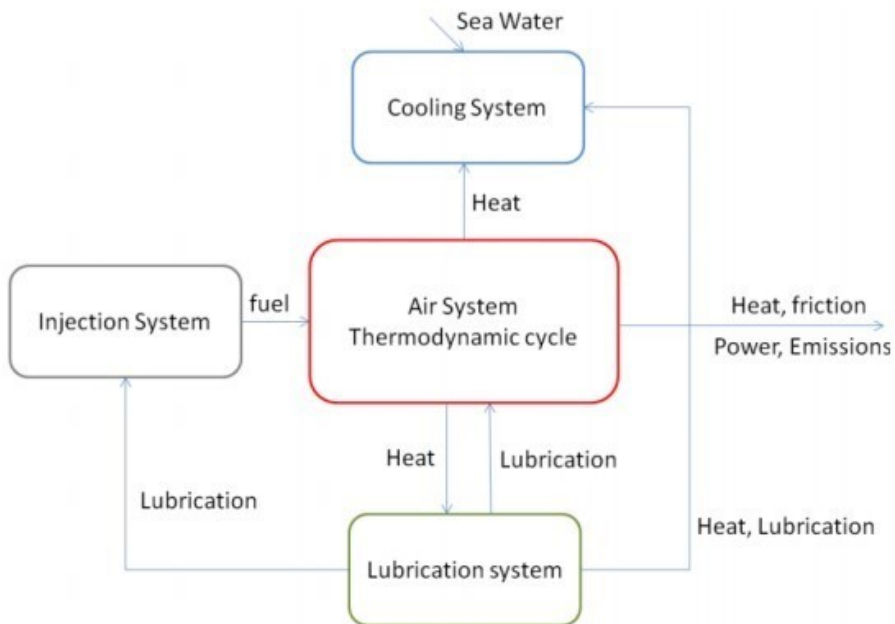 Sea Water
Cooling System
Heat
Injection System
fuel
Air System
Thermodynamic cycle
Heat, friction
Power, Emissions
Heat
Lubrication
Lubrication
Heat, Lubrication
Lubrication system